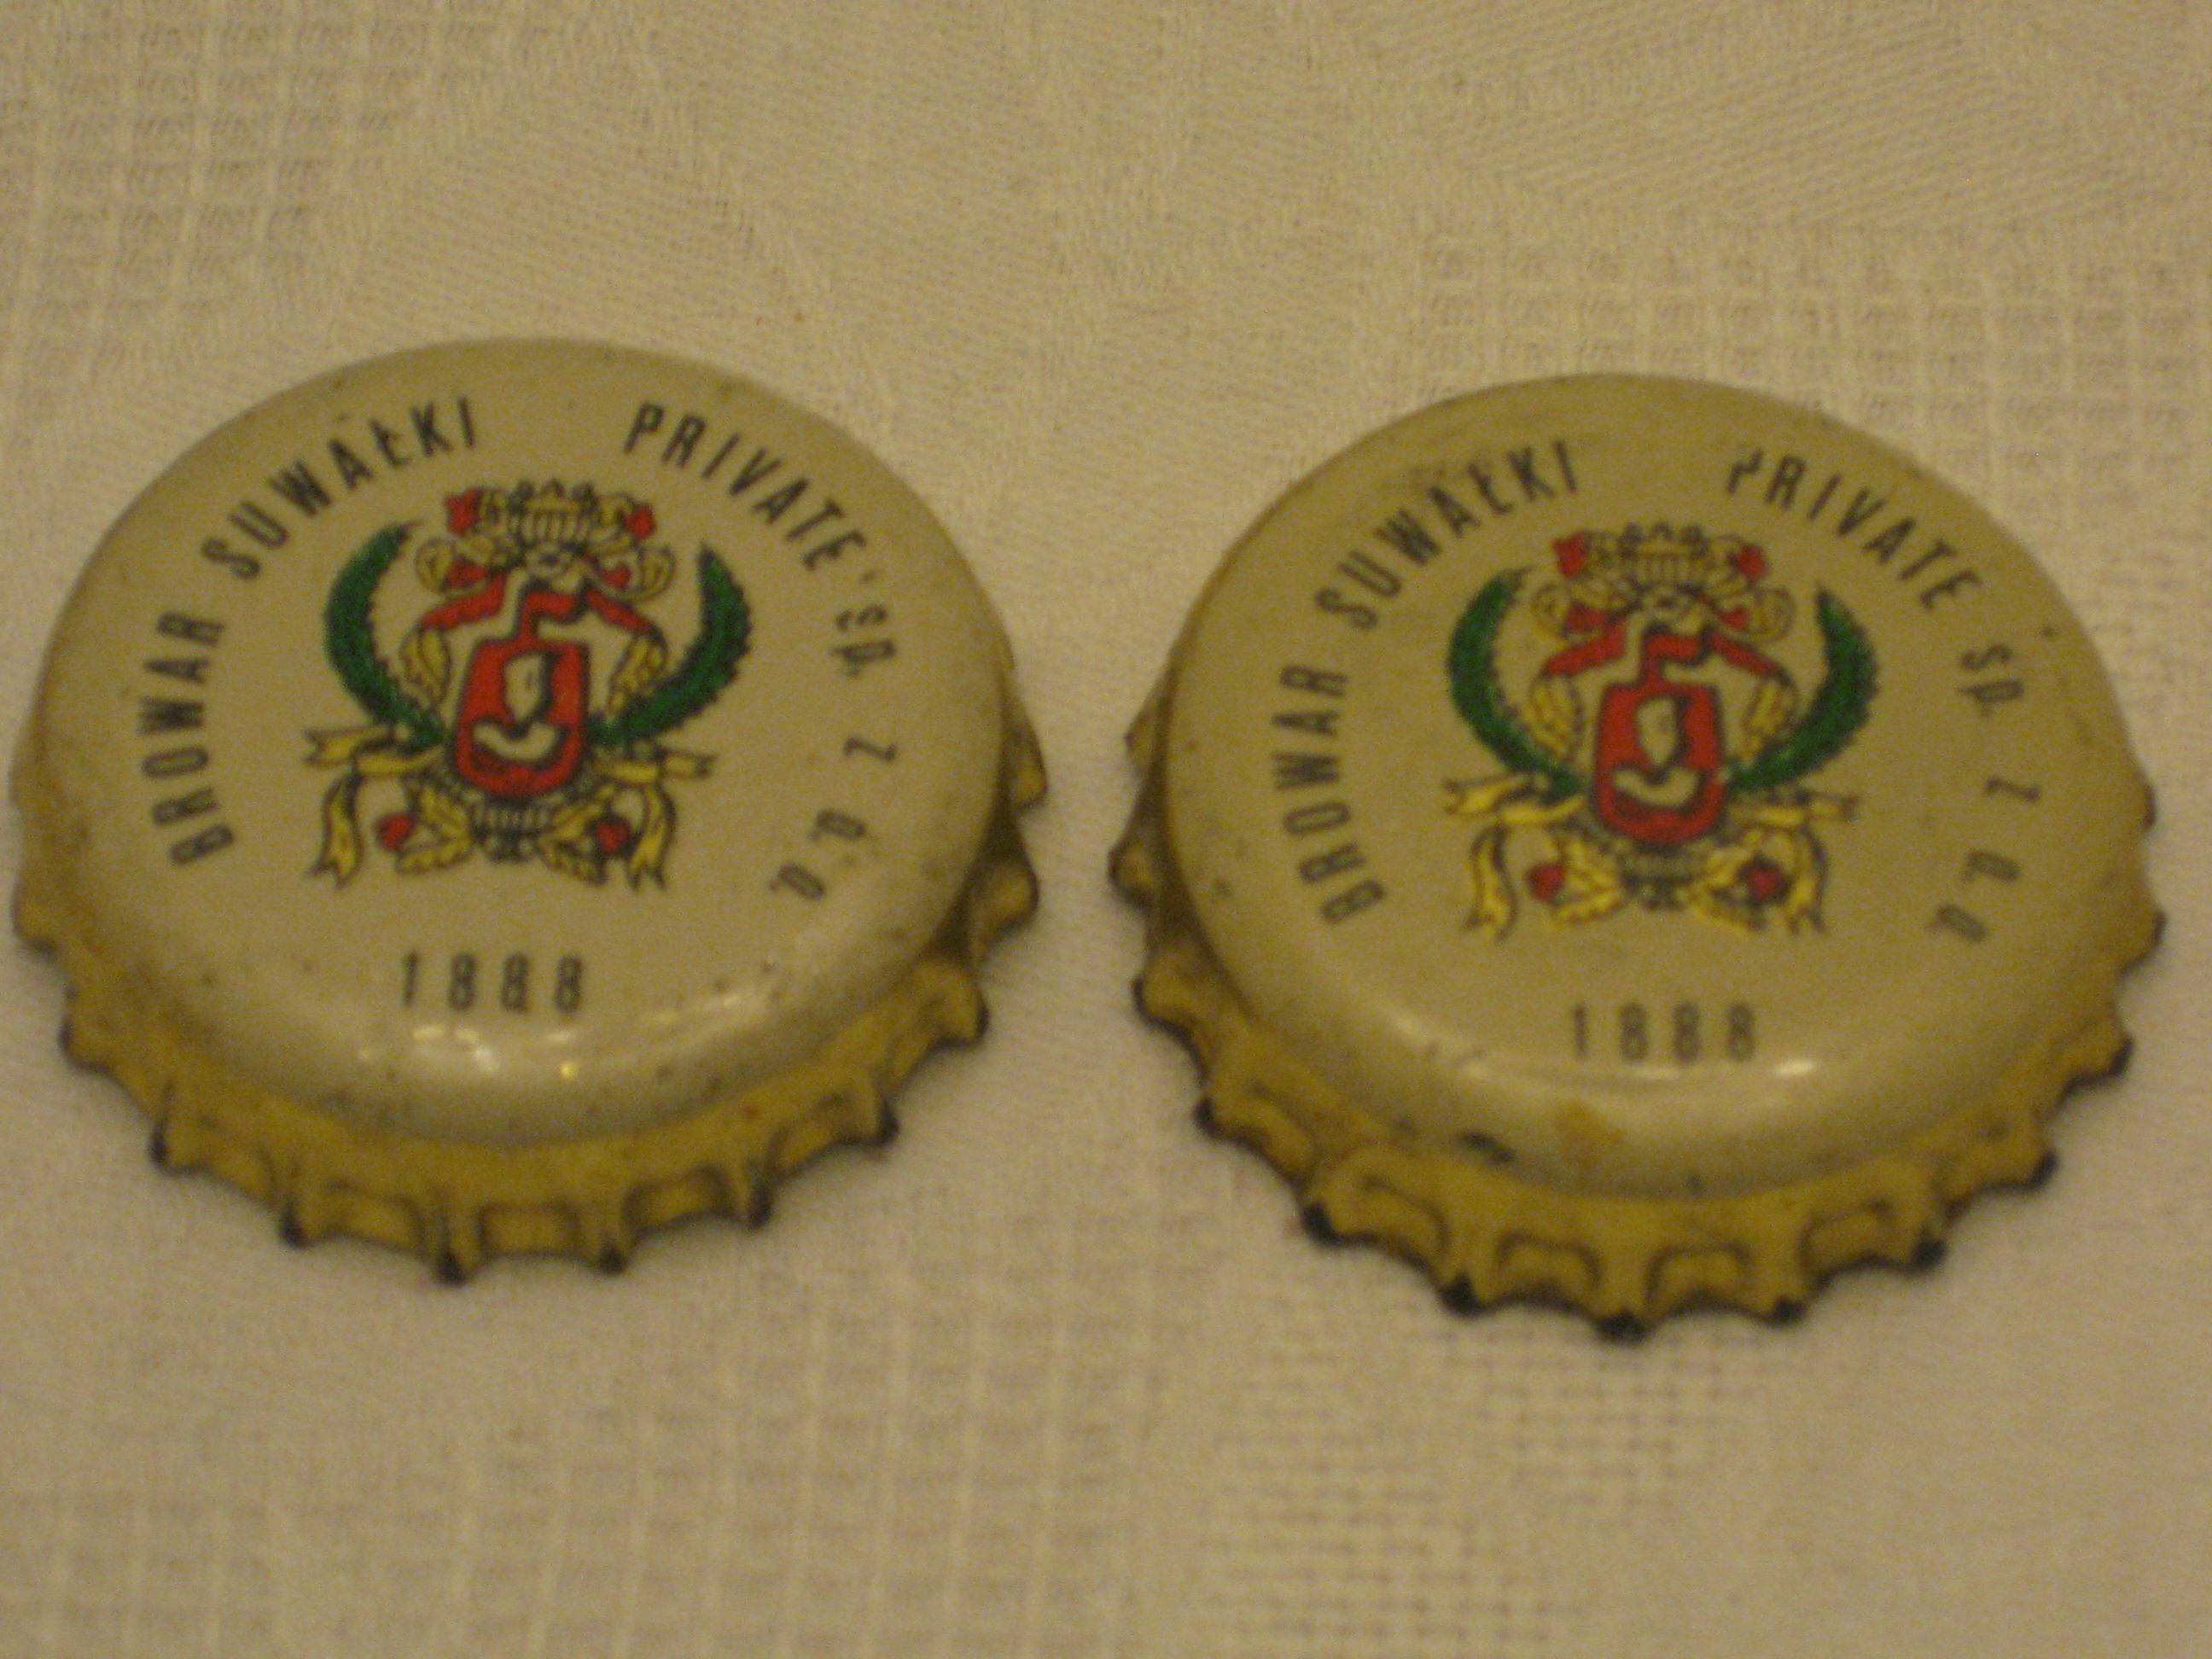 BROWAR SUWAŁKI PRIVATE sp. z o.o.
1888
BROWAR SUWAŁKI PRIVATE sp. z o.o.
1888